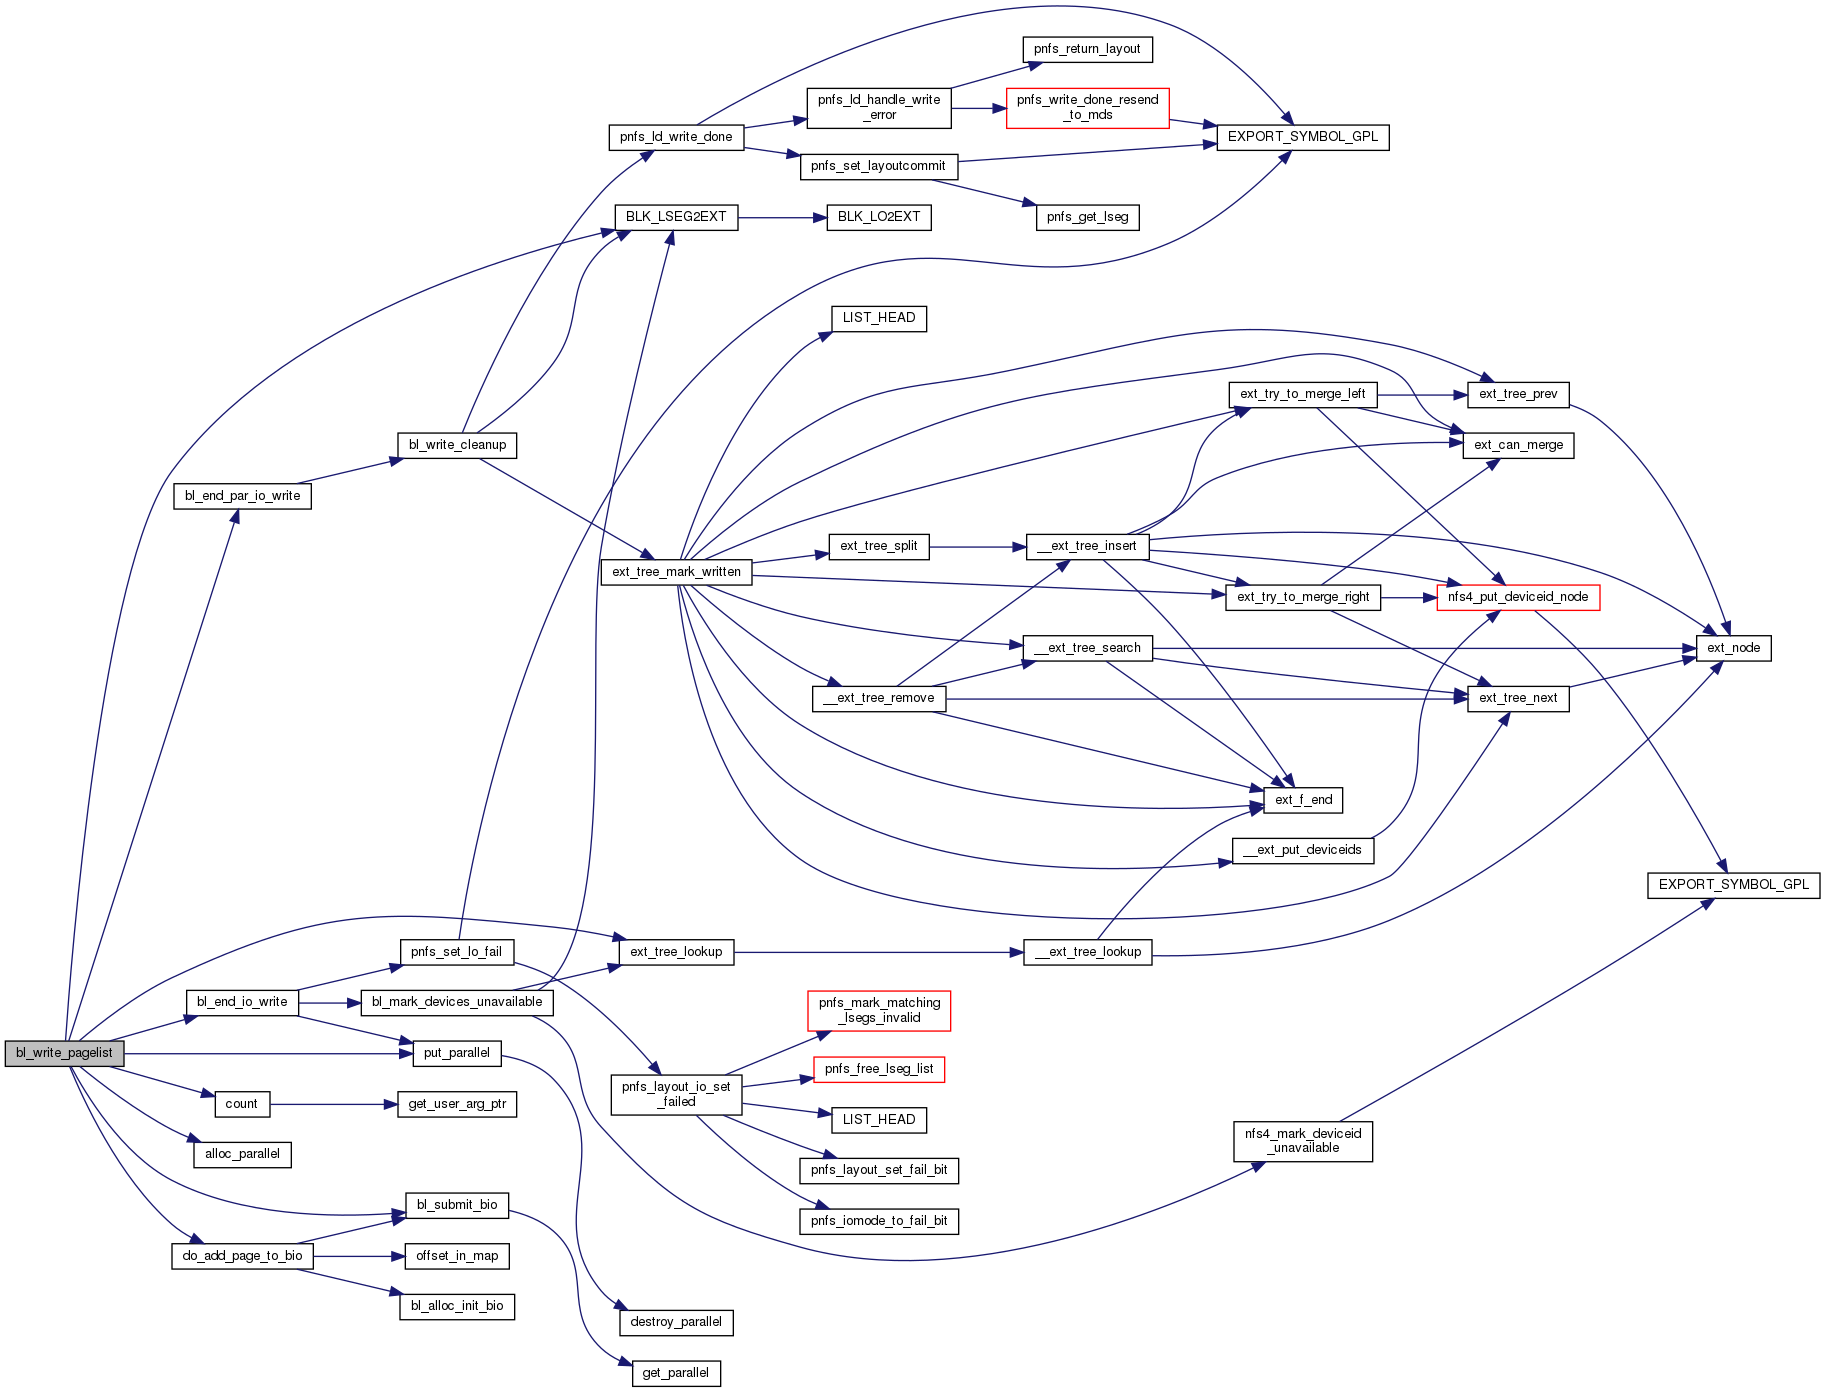 pnfs_return_layout
pnfs_ld_handle_write
_error
pnfs_write_done_resend
_to_mds
pnfs_ld_write_done
EXPORT_SYMBOL_GPL
pnfs_set_layoutcommit
BLK_LSEG2EXT
BLK_LO2EXT
pnfs_get_lseg
LIST_HEAD
ext_try_to_merge_left
ext_tree_prev
bl_write_cleanup
ext_can_merge
bl_end_par_io_write
ext_tree_split
__ext_tree_insert
ext_tree_mark_written
ext_try_to_merge_right
nfs4_put_deviceid_node
__ext_tree_search
ext_node
__ext_tree_remove
ext_tree_next
ext_f_end
__ext_put_deviceids
EXPORT_SYMBOL_GPL
pnfs_set_lo_fail
ext_tree_lookup
__ext_tree_lookup
bl_end_io_write
bl_mark_devices_unavailable
pnfs_mark_matching
_lsegs_invalid
bl_write_pagelist
put_parallel
pnfs_free_lseg_list
pnfs_layout_io_set
_failed
count
get_user_arg_ptr
LIST_HEAD
nfs4_mark_deviceid
_unavailable
alloc_parallel
pnfs_layout_set_fail_bit
bl_submit_bio
pnfs_iomode_to_fail_bit
do_add_page_to_bio
offset_in_map
bl_alloc_init_bio
destroy_parallel
get_parallel